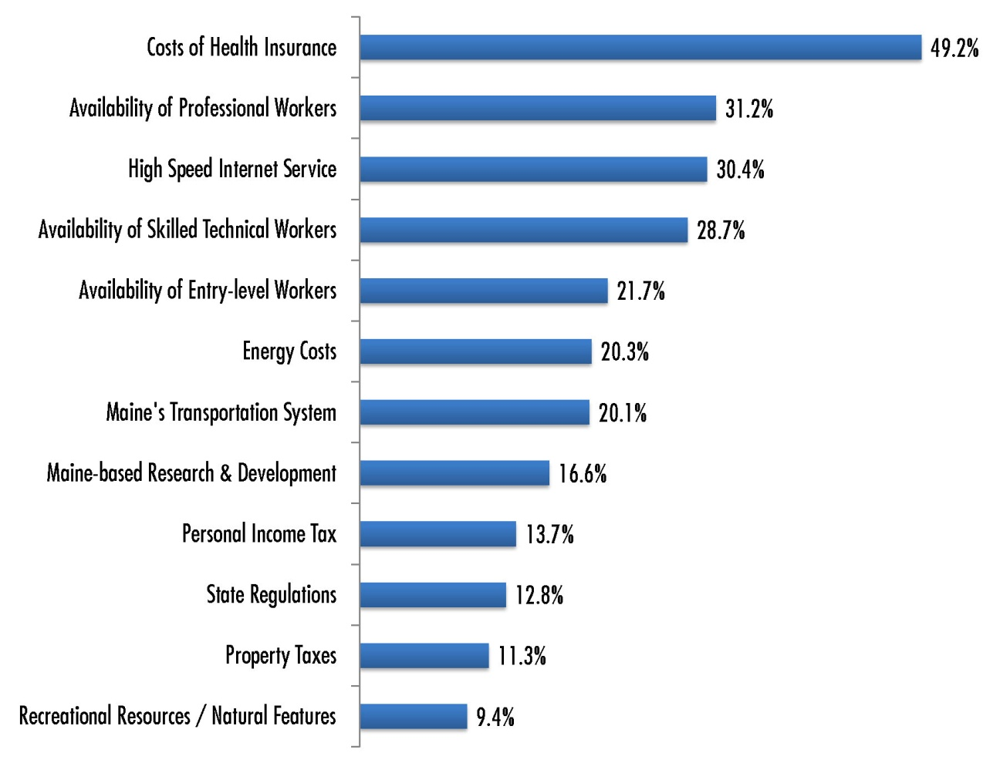 Costs of Health Insurance 49.2%
Availability of Professional Workers 31.2%
High Speed Internet Service 30.4%
Availability of Skilled Technical Workers 28.7%
Availability of Entry-level Workers 21.7%
Energy Costs 20.3%
Maine's Transportation System 20.1%
Maine-based Research & Development 16.6%
Personal Income Tax 13.7%
State Regulations 12.8%
Property Taxes 11.3%
Recreational Resources / Natural Features 9.4%